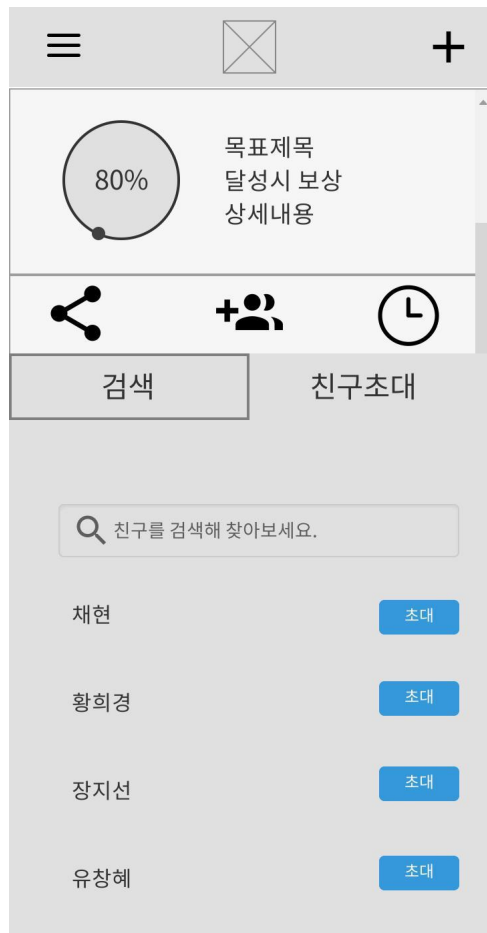 80%
목표제목
달성시 보상
상세내용
검색
친구초대
친구를 검색해 찾아보세요.
채현
초대
황희경
초대
장지선
초대
유창혜
초대